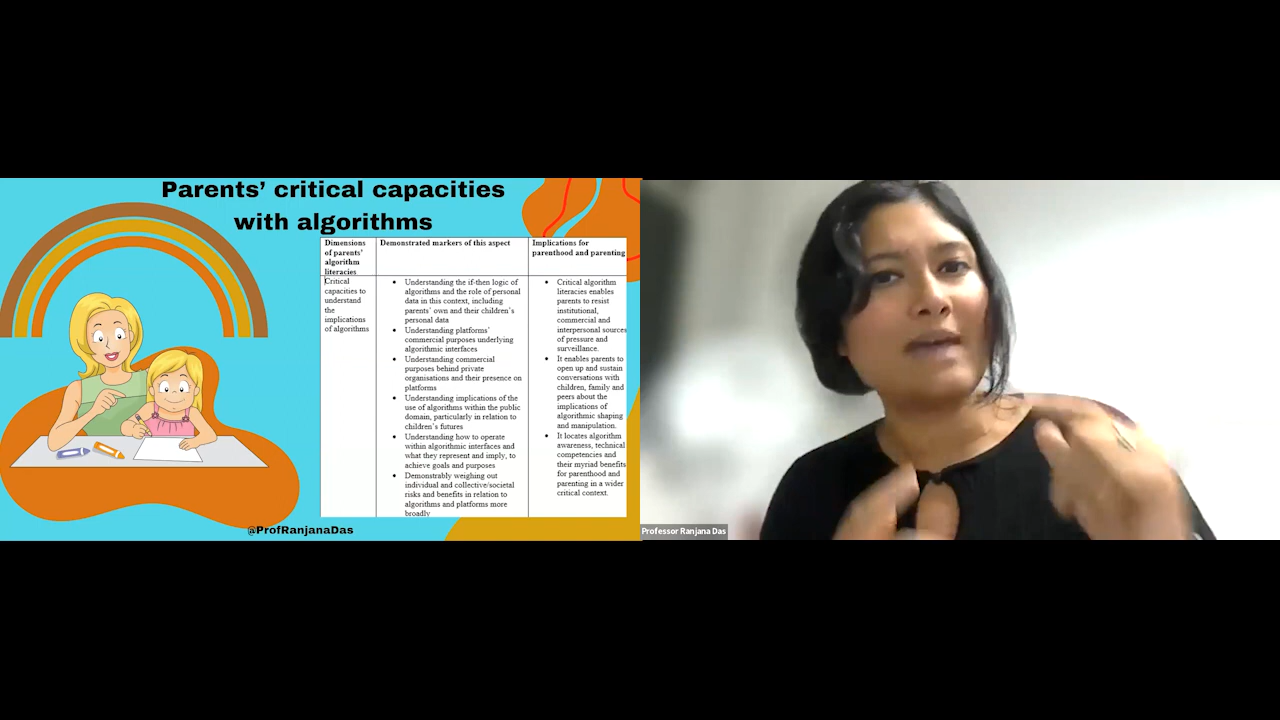 Parents’ critical capacities
with algorithms
Dimensions
of parents’
algorithm
literacies
Demonstrated markers of this aspect
Implications for
parenthood and parenting
Critical
capacities to
understand
the
implications
of algorithms
• Understanding the if-then logic of
algorithms and the role of personal
data in this context, including
parents’ own and their children’s
personal data
• Understanding platforms’
commercial purposes underlying
algorithmic interfaces
• Understanding commercial
purposes behind private
organisations and their presence on
platforms
• Understanding implications of the
use of algorithms within the public
domain, particularly in relation to
children’s futures
• Understanding how to operate
within algorithmic interfaces and
what they represent and imply, to
achieve goals and purposes
• Demonstrably weighing out
individual and collective/societal
risks and benefits in relation to
algorithms and platforms more
broadly
• Critical algorithm
literacies enables
parents to resist
institutional,
commercial and
interpersonal sources
of pressure and
surveillance.
• It enables parents to
open up and sustain
conversations with
children, family and
peers about the
implications of
algorithmic shaping
and manipulation.
• It locates algorithm
awareness, technical
competencies and
their myriad benefits
for parenthood and
parenting in a wider
critical context.
@ProfRanjanaDas
Professor Ranjana Das